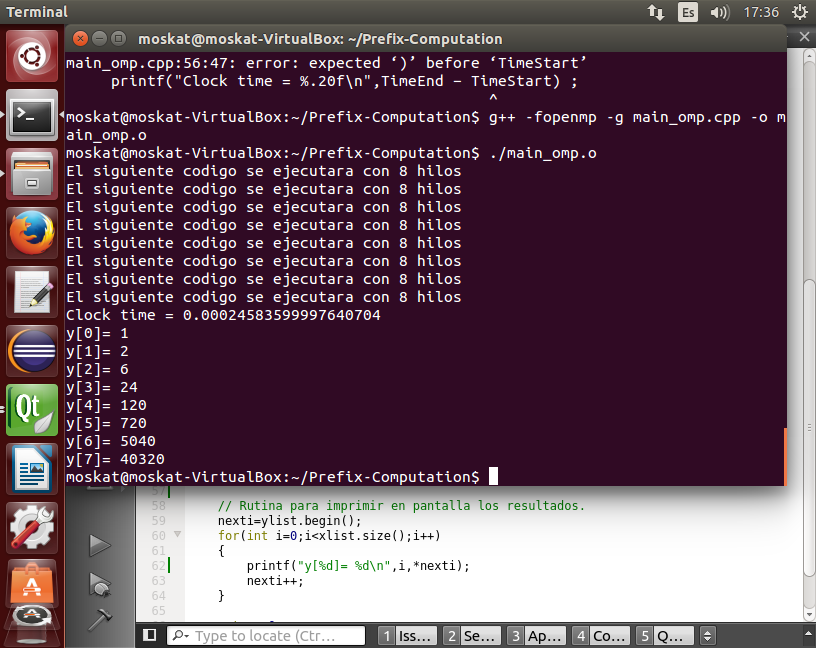 Terminal
Es
17:36
moskat@moskat-VirtualBox: ~/Prefix-Computation
main_omp.cpp:56:47: error: expected ‘)’ before ‘TimeStart’
printf("Clock time = %.20f\n",TimeEnd - TimeStart) ;
^
moskat@moskat-VirtualBox:~/Prefix-Computation$ g++ -fopenmp -g main_omp.cpp -o m
ain_omp.o
moskat@moskat-VirtualBox:~/Prefix-Computation$ ./main_omp.o
El siguiente codigo se ejecutara con 8 hilos
El siguiente codigo se ejecutara con 8 hilos
El siguiente codigo se ejecutara con 8 hilos
El siguiente codigo se ejecutara con 8 hilos
El siguiente codigo se ejecutara con 8 hilos
El siguiente codigo se ejecutara con 8 hilos
El siguiente codigo se ejecutara con 8 hilos
El siguiente codigo se ejecutara con 8 hilos
Clock time = 0.00024583599997640704
y[0]= 1
y[1]= 2
y[2]= 6
y[3]= 24
y[4]= 120
y[5]= 720
y[6]= 5040
y[7]= 40320
moskat@moskat-VirtualBox:~/Prefix-Computation$
Qt
57
58 // Rutina para imprimir en pantalla los resultados.
59 nexti=ylist.begin();
60 for(int i=0;i<xlist.size();i++)
61 {
62 printf("y[%d]= %d\n",i,*nexti);
63 nexti++;
64 }
65
Type to locate (Ctr...
1 Iss...
2 Se...
3 Ap...
4 Co...
5 Q...